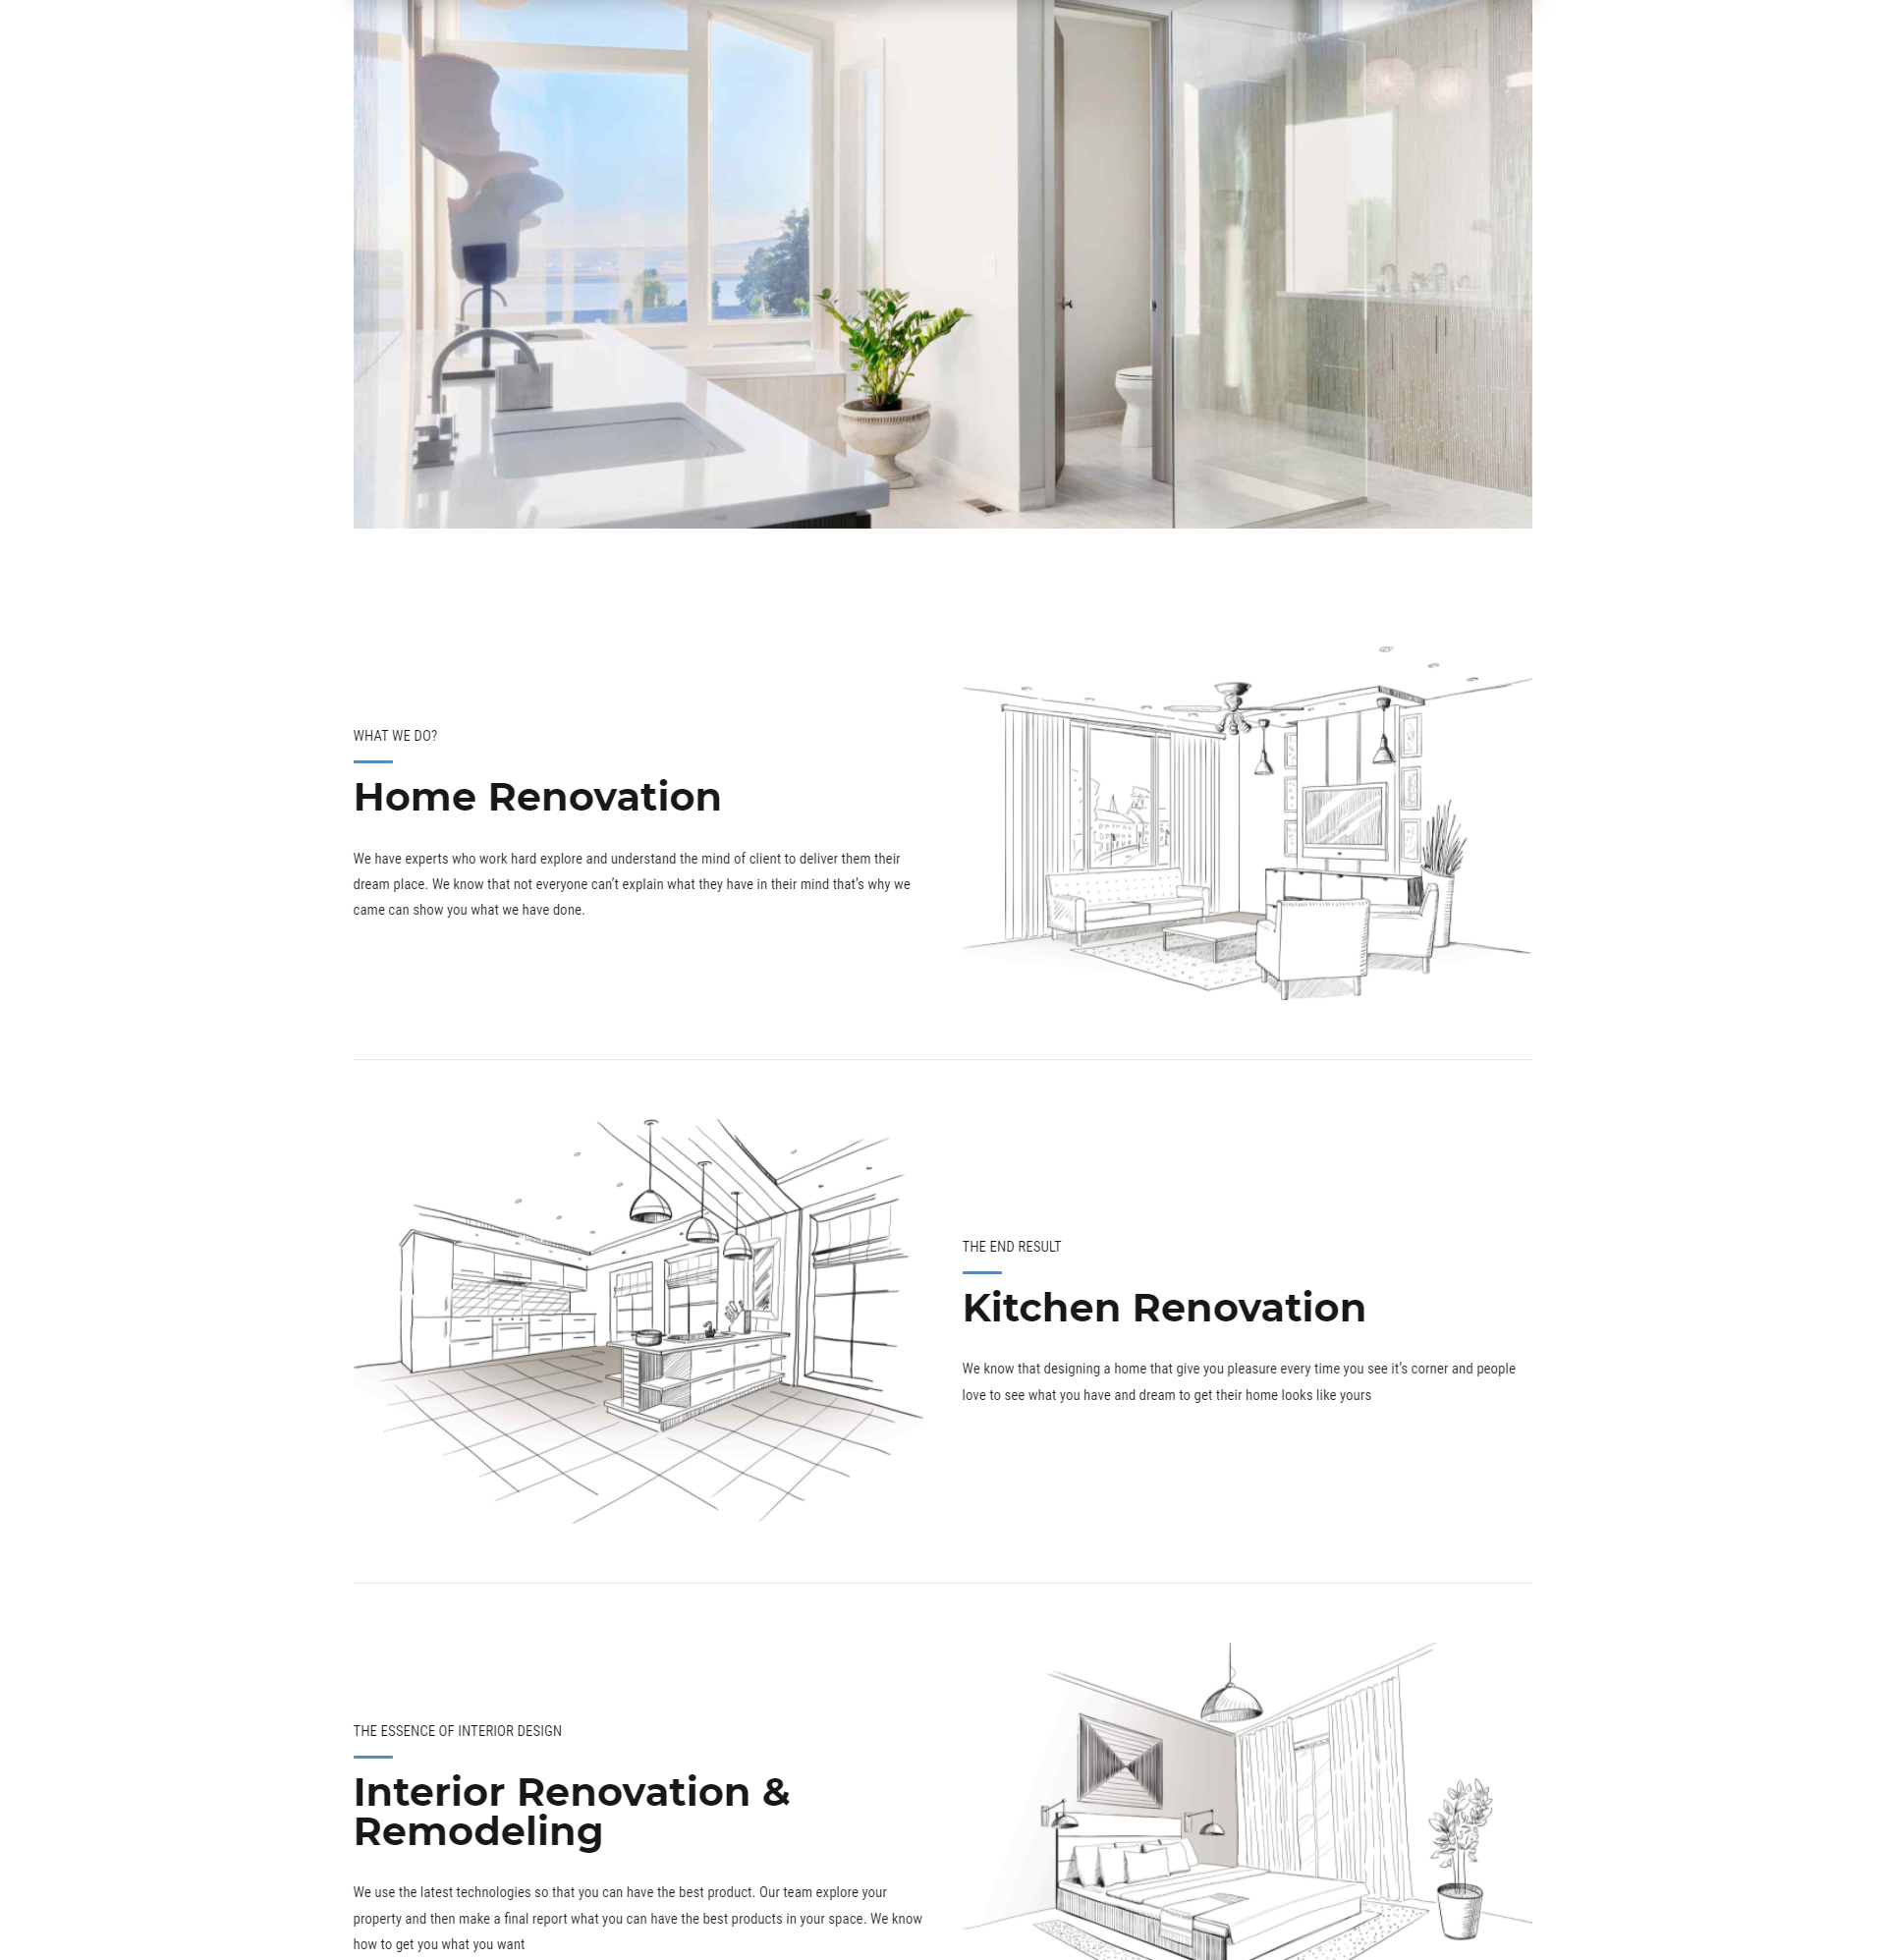 WHAT WE DO?
Home Renovation
We have experts who work hard explore and understand the mind of client to deliver them their
dream place. We know that not everyone can’t explain what they have in their mind that’s why we
came can show you what we have done.
THE END RESULT
Kitchen Renovation
We know that designing a home that give you pleasure every time you see it’s corner and people
love to see what you have and dream to get their home looks like yours
THE ESSENCE OF INTERIOR DESIGN
Interior Renovation &
Remodeling
We use the latest technologies so that you can have the best product. Our team explore your
property and then make a final report what you can have the best products in your space. We know
how to get you what you want